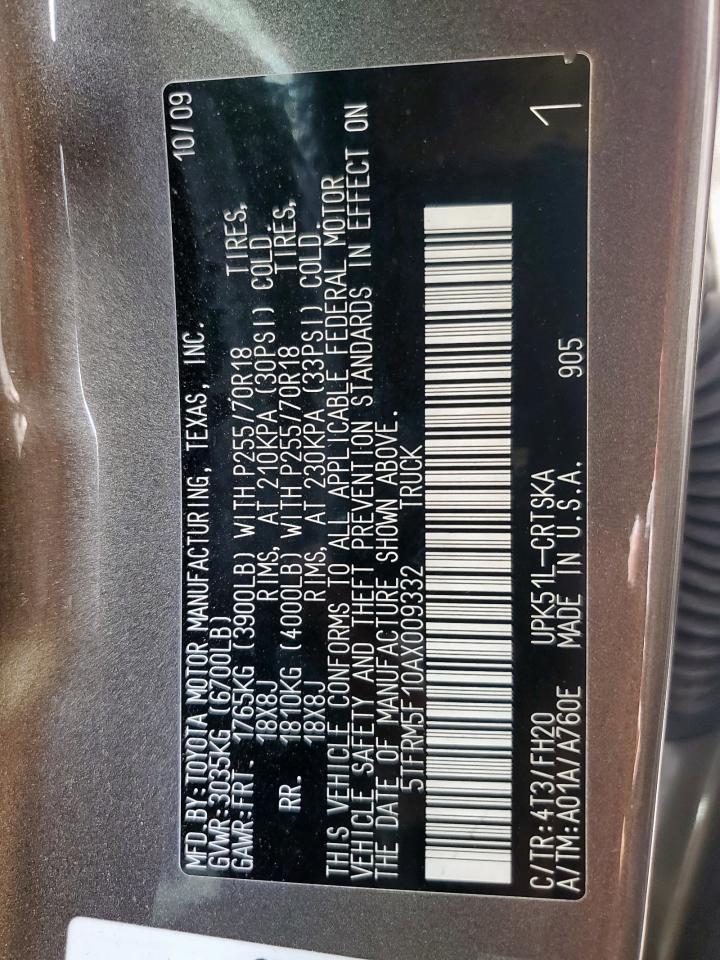 MFD.BY:TOYOTA MOTOR MANUFACTURING, TEXAS, INC. 10/09
GVWR:3035KG (6700LB)
GAWR:FRT- 1765KG (3900LB) WITH P255/70R18 TIRES,
18X8J RIMS, AT 210KPA (30PSI) COLD.
RR. 1810KG (4000LB) WITH P255/70R18 TIRES,
18X8J RIMS, AT 230KPA (33PSI) COLD.
THIS VEHICLE CONFORMS TO ALL APPLICABLE FEDERAL MOTOR
VEHICLE SAFETY AND THEFT PREVENTION STANDARDS IN EFFECT ON
THE DATE OF MANUFACTURE SHOWN ABOVE.
5TFRM5F10AX009332 TRUCK
C/TR:4T3/FH20 UPK51L-CRTSKA 1
A/TM:A01A/A760E MADE IN U.S.A. 905